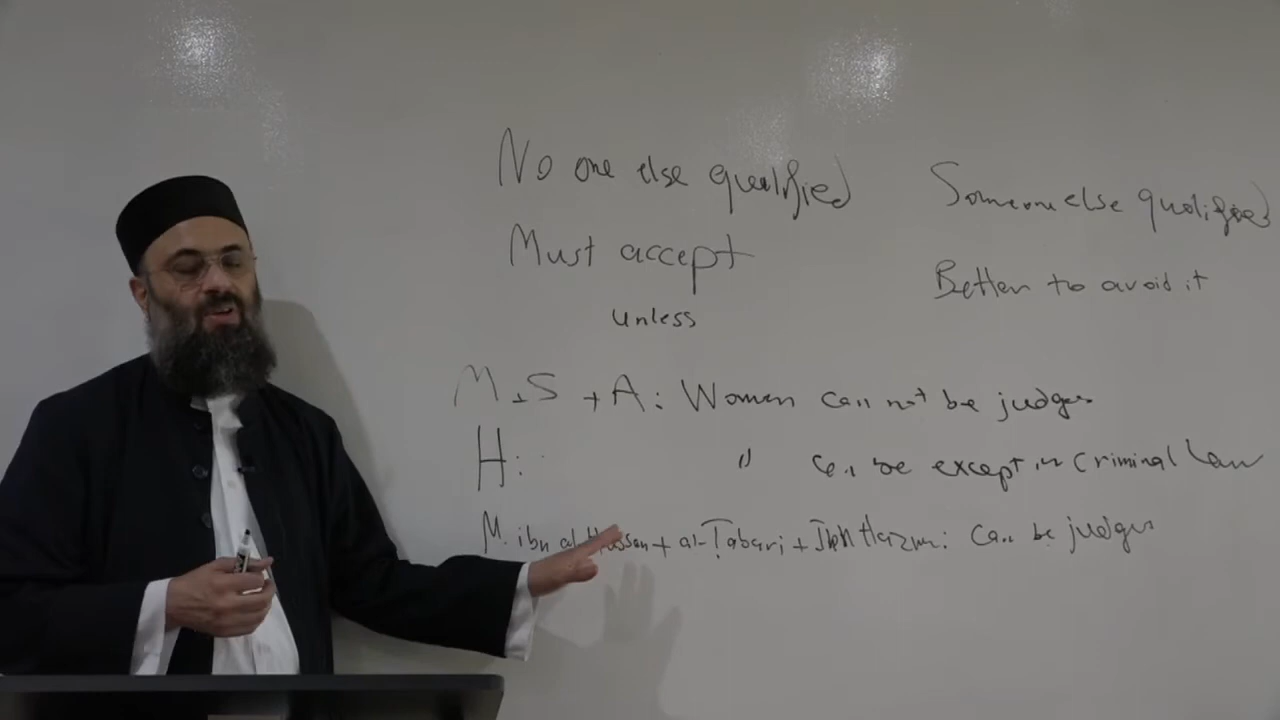 No one else qualified
Must accept
unless
Someone else qualified
Better to avoid it
M + S + A: Women can not be judges
H: " Can be except in Criminal Law
M. ibn al-Hassan + al-Tabari + Ibn Hazm: Can be judges